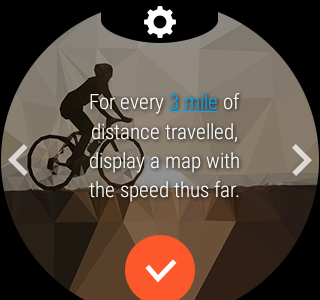 For every 3 mile of
distance travelled,
display a map with
the speed thus far.